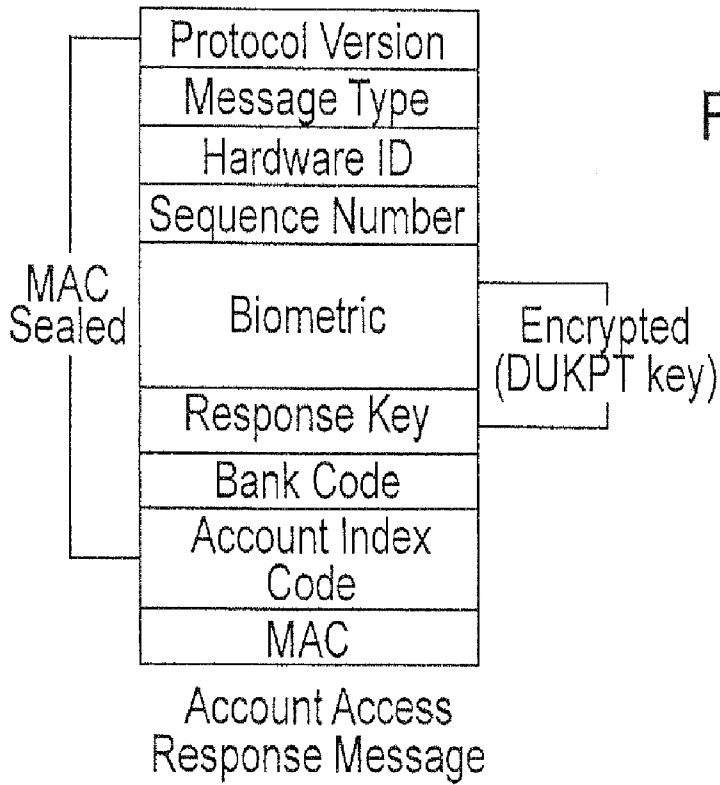 Protocol Version
Message Type
Hardware ID
Sequence Number
Biometric
Response Key
Bank Code
Account Index
Code
MAC
MAC
Sealed
Encrypted
(DUKPT key)
Account Access
Response Message
F